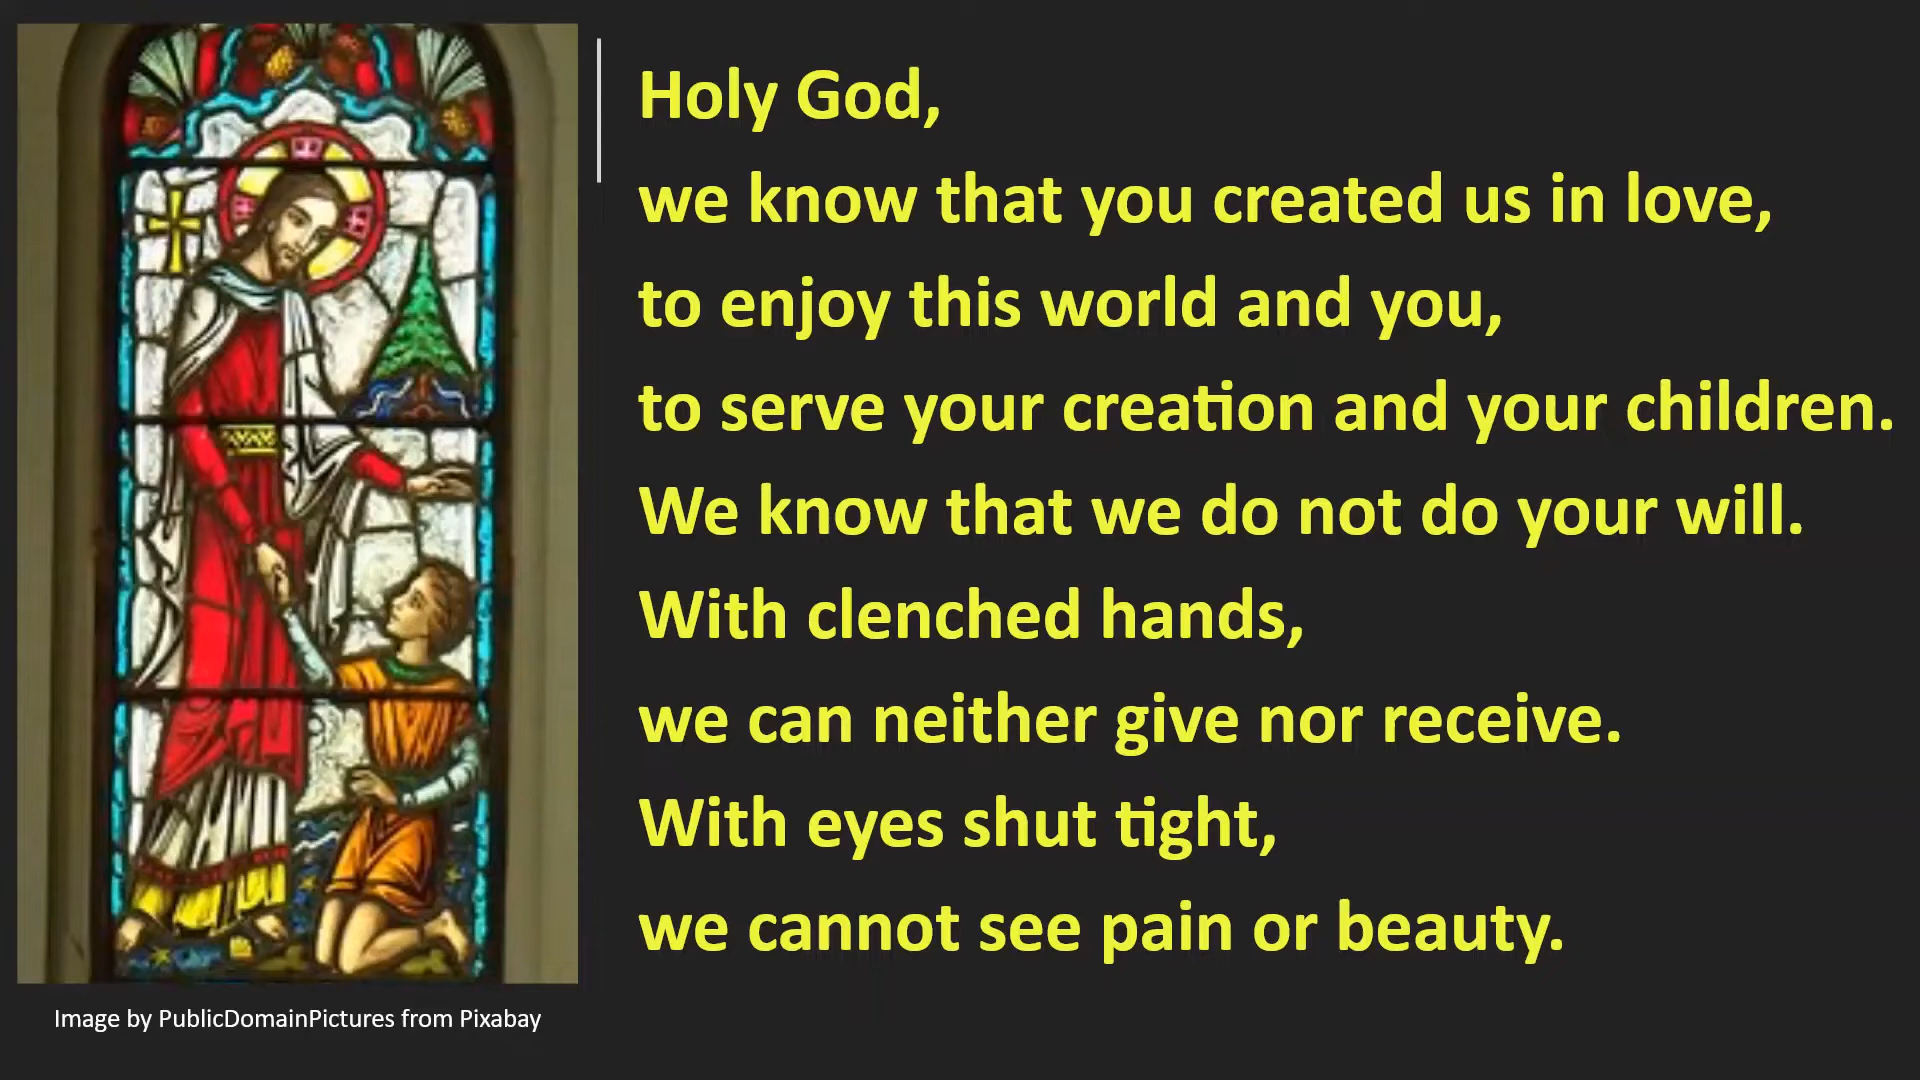 Holy God,
we know that you created us in love,
to enjoy this world and you,
to serve your creation and your children.
We know that we do not do your will.
With clenched hands,
we can neither give nor receive.
With eyes shut tight,
we cannot see pain or beauty.
Image by PublicDomainPictures from Pixabay